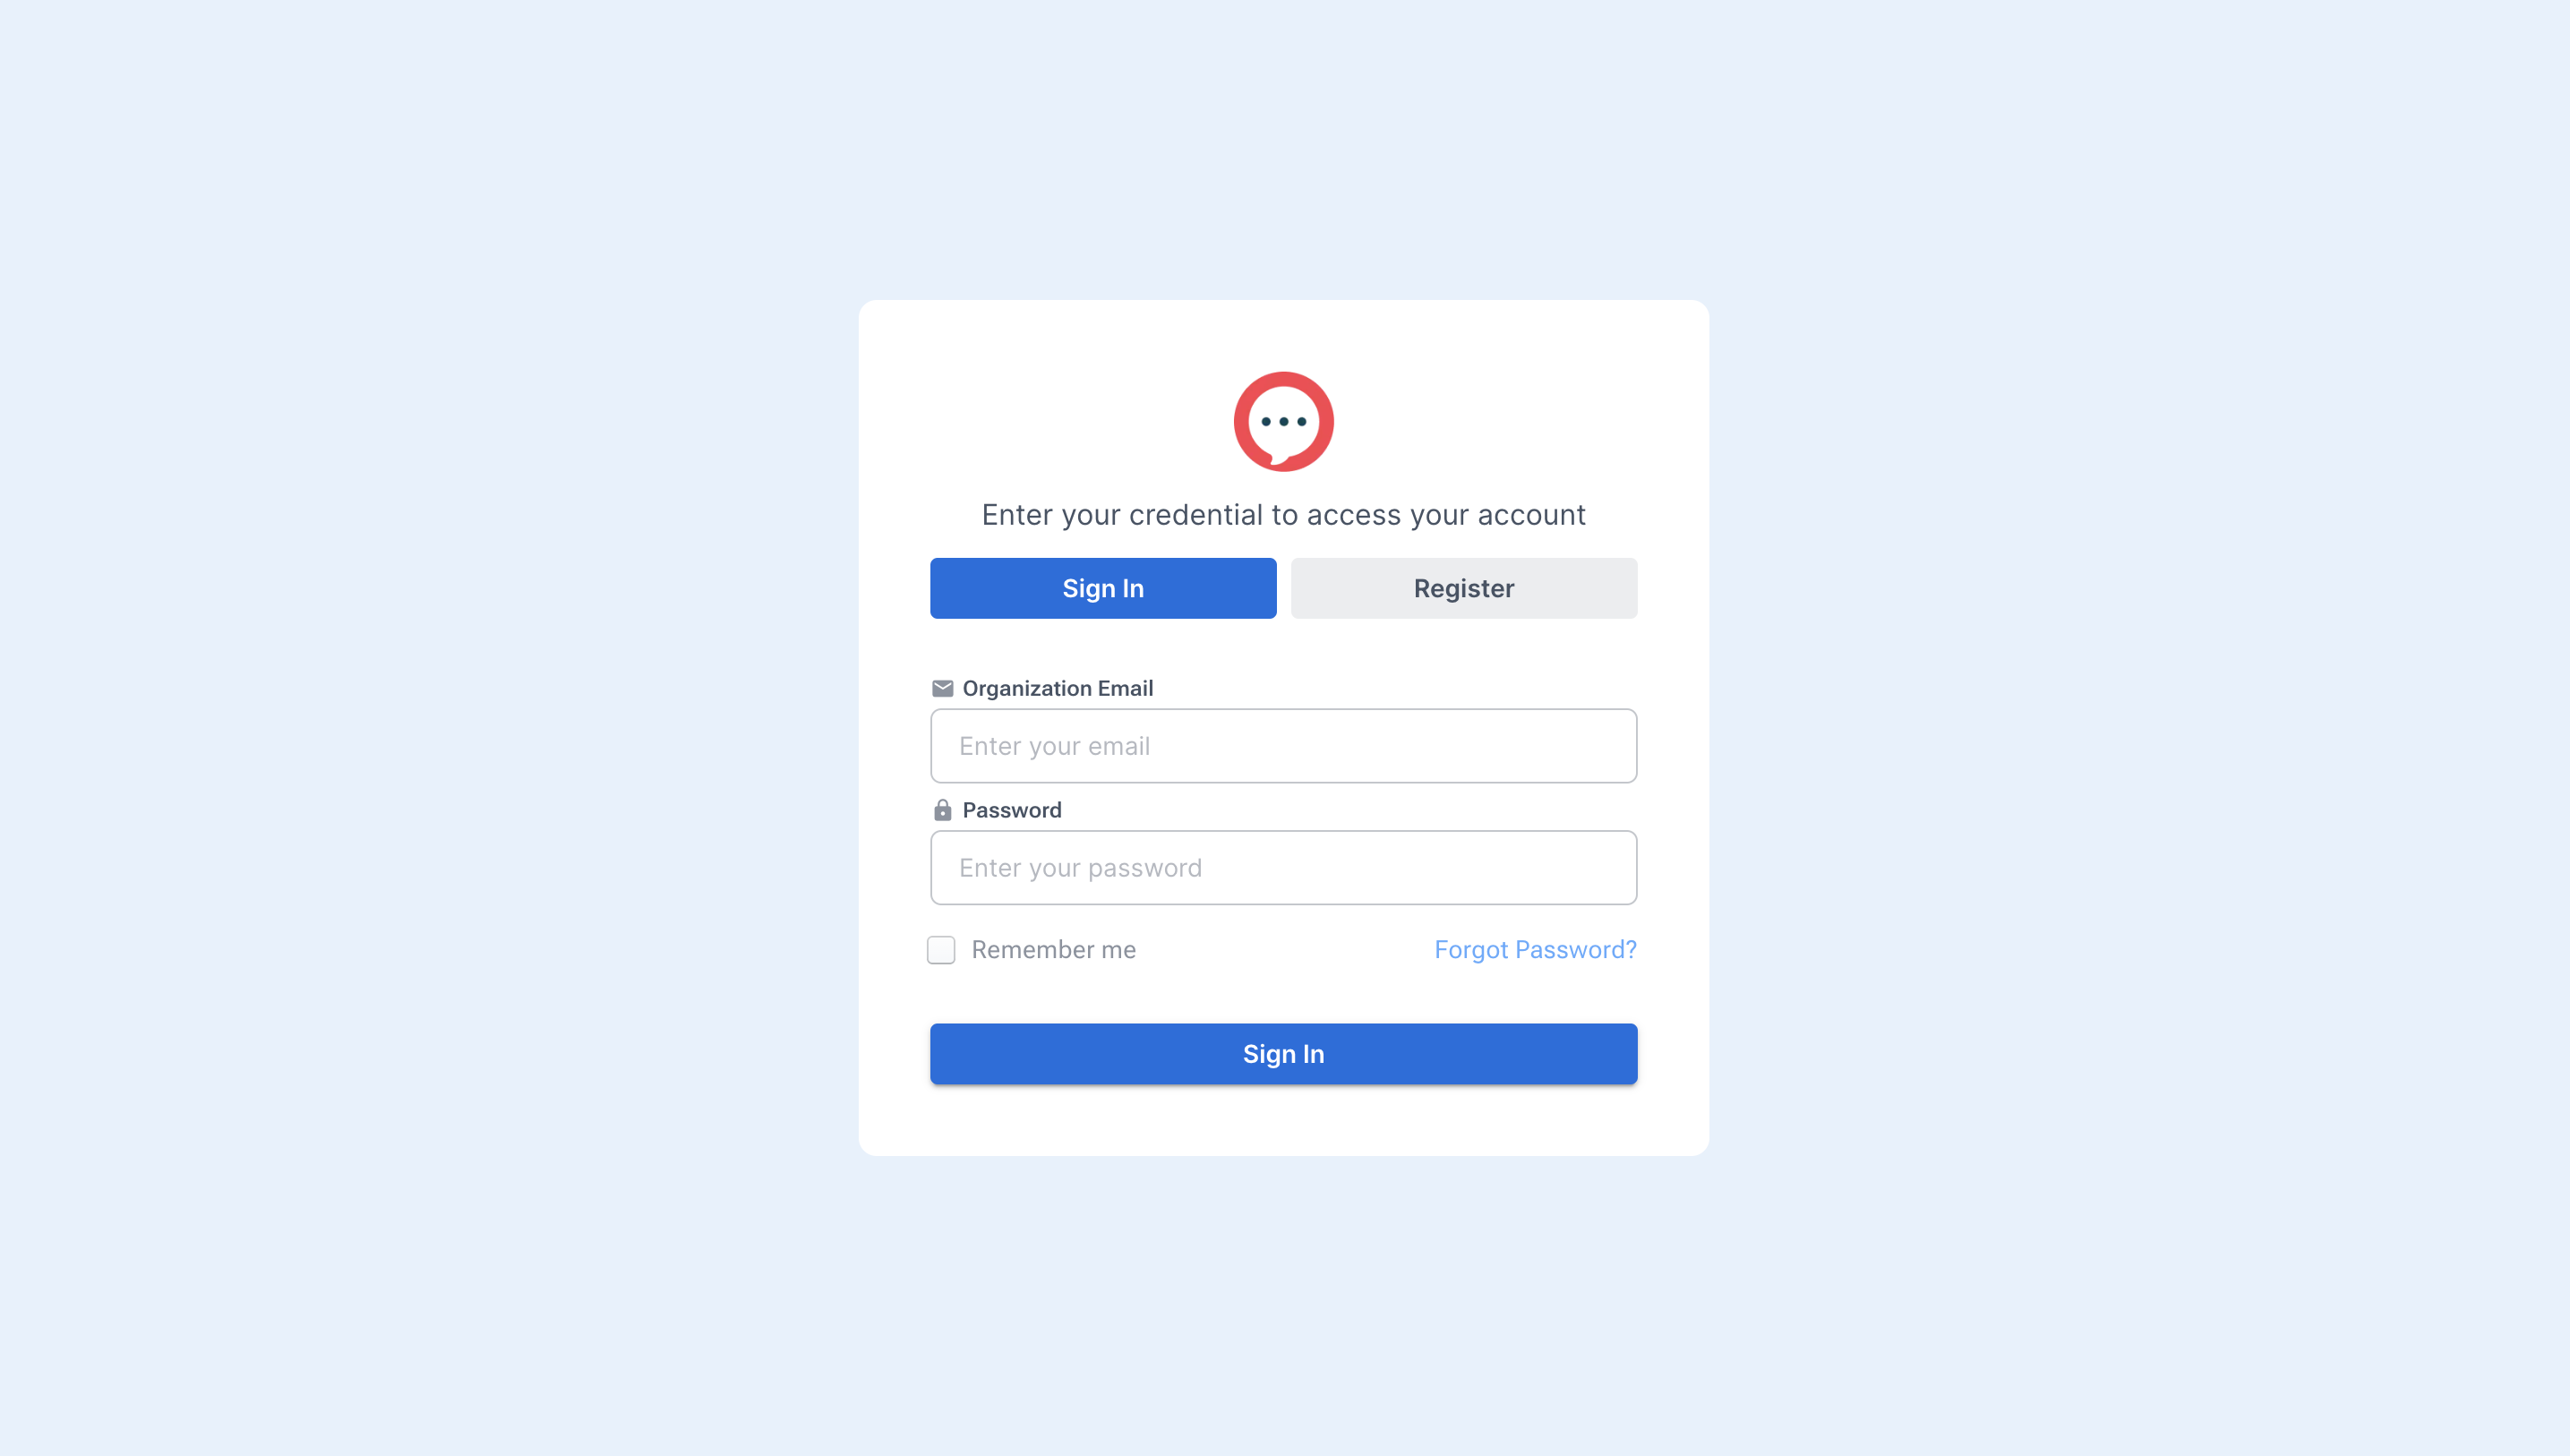 Enter your credential to access your account
Sign In
Register
Organization Email
Enter your email
Password
Enter your password
Remember me
Forgot Password?
Sign In